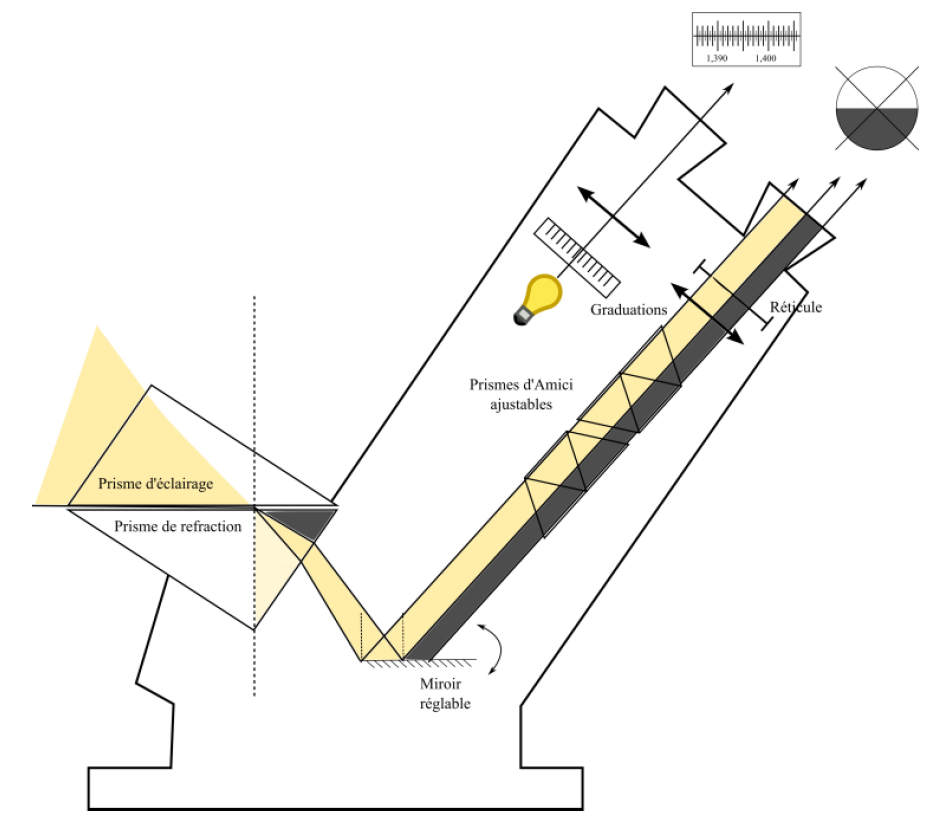 1,390 1,400
Graduations
Réticule
Prismes d'Amici
ajustables
Prisme d'éclairage
Prisme de refraction
Miroir
réglable